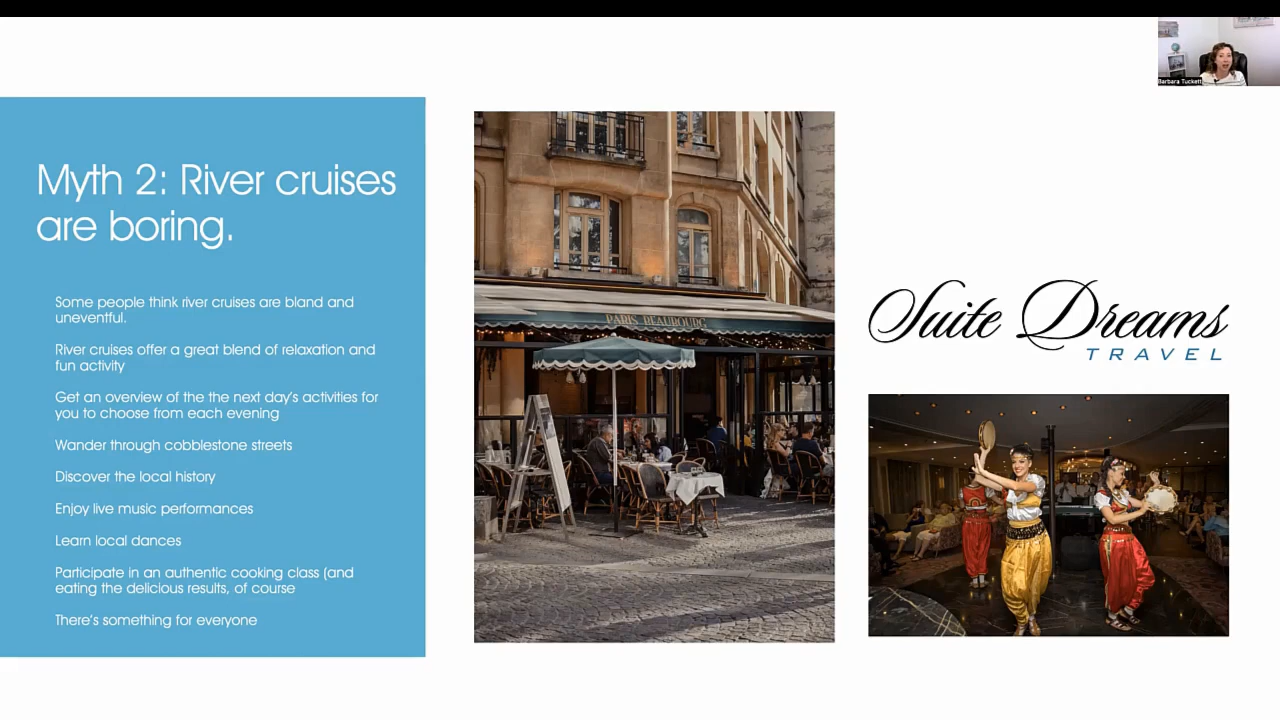 Barbara Tuckett
Myth 2: River cruises
are boring.
Some people think river cruises are bland and
uneventful.
River cruises offer a great blend of relaxation and
fun activity
Get an overview of the the next day's activities for
you to choose from each evening
Wander through cobblestone streets
Discover the local history
Enjoy live music performances
Learn local dances
Participate in an authentic cooking class (and
eating the delicious results, of course
There's something for everyone
PARIS BEAUBOURG
Suite Dreams
TRAVEL